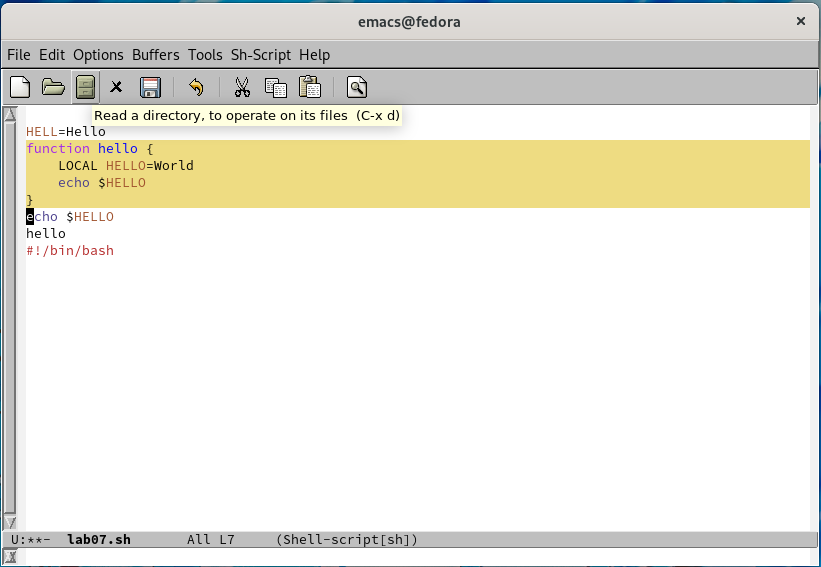 emacs@fedora
File Edit Options Buffers Tools Sh-Script Help
Read a directory, to operate on its files (C-x d)
HELL=Hello
function hello {
    LOCAL HELLO=World
    echo $HELLO
}
echo $HELLO
hello
#!/bin/bash
U:**-  lab07.sh       All L7     (Shell-script[sh])